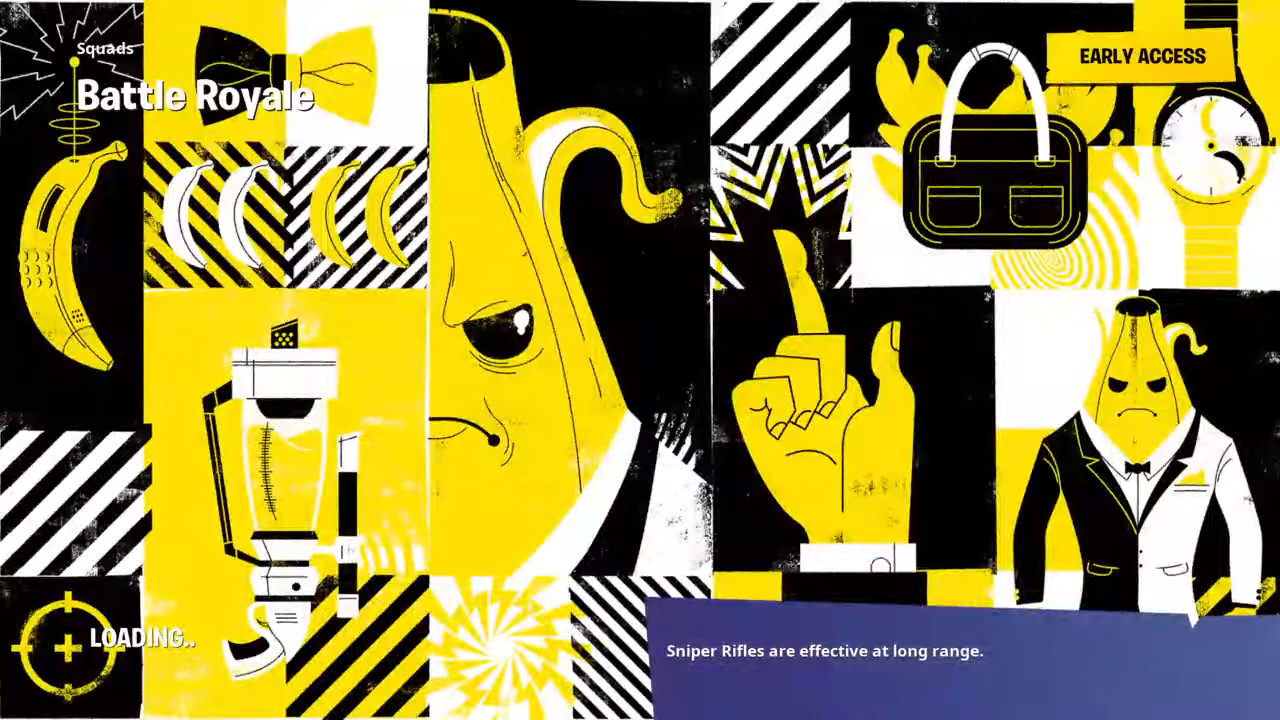 Squads
Battle Royale
EARLY ACCESS
LOADING..
Sniper Rifles are effective at long range.